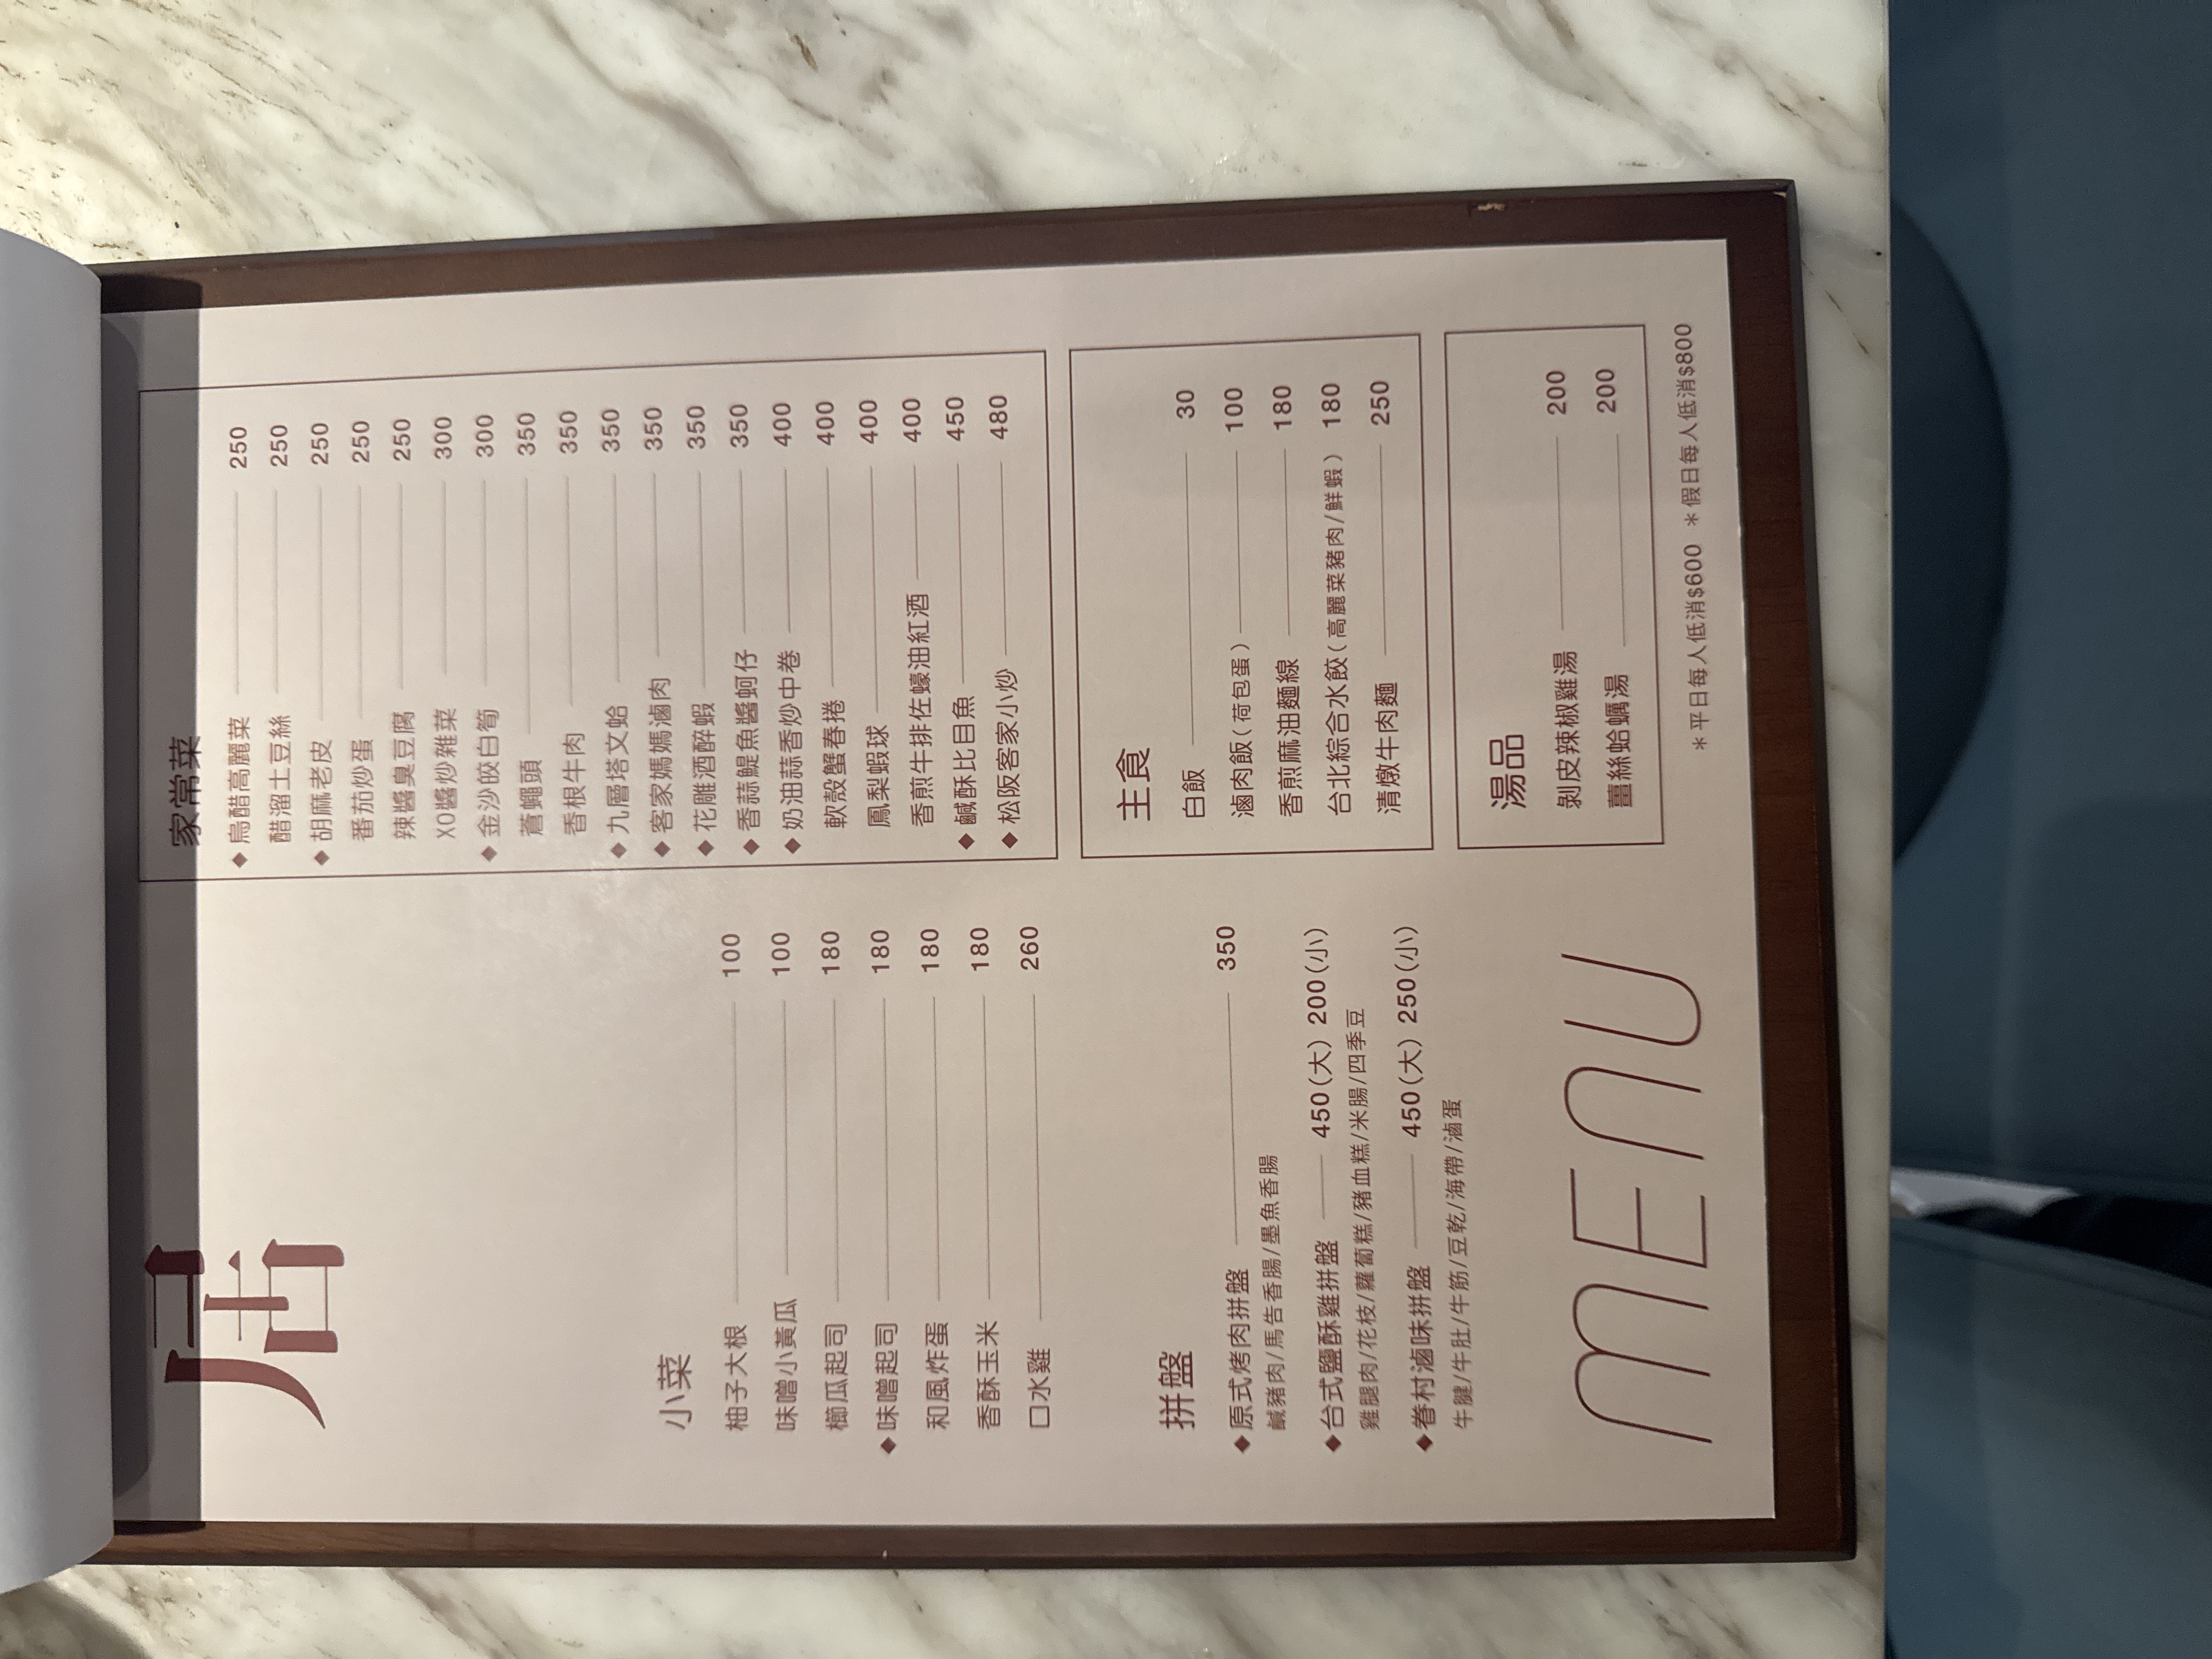 居
小菜
柚子大根 100
味噌小黃瓜 100
櫛瓜起司 180
◆味噌起司 180
和風炸蛋 180
香酥玉米 180
口水雞 260
拼盤
◆原式烤肉拼盤 350
鹹豬肉/馬告香腸/墨魚香腸
◆台式鹽酥雞拼盤 450(大) 200(小)
雞腿肉/花枝/蘿蔔糕/豬血糕/米腸/四季豆
◆眷村滷味拼盤 450(大) 250(小)
牛腱/牛肚/牛筋/豆乾/海帶/滷蛋
MENU
家常菜
◆烏醋高麗菜 250
醋溜土豆絲 250
◆胡麻老皮 250
番茄炒蛋 250
辣醬臭豆腐 250
XO醬炒雜菜 300
◆金沙皎白筍 300
蒼蠅頭 350
香根牛肉 350
◆九層塔文蛤 350
◆客家媽媽滷肉 350
◆花雕酒醉蝦 350
◆香蒜鯷魚醬蚵仔 350
◆奶油蒜香炒中卷 400
軟殼蟹春捲 400
鳳梨蝦球 400
香煎牛排佐蠔油紅酒 400
◆鹹酥比目魚 450
◆松阪客家小炒 480
主食
白飯 30
滷肉飯(荷包蛋) 100
香煎麻油麵線 180
台北綜合水餃(高麗菜豬肉/鮮蝦) 180
清燉牛肉麵 250
湯品
剝皮辣椒雞湯 200
薑絲蛤蠣湯 200
＊平日每人低消$600 ＊假日每人低消$800